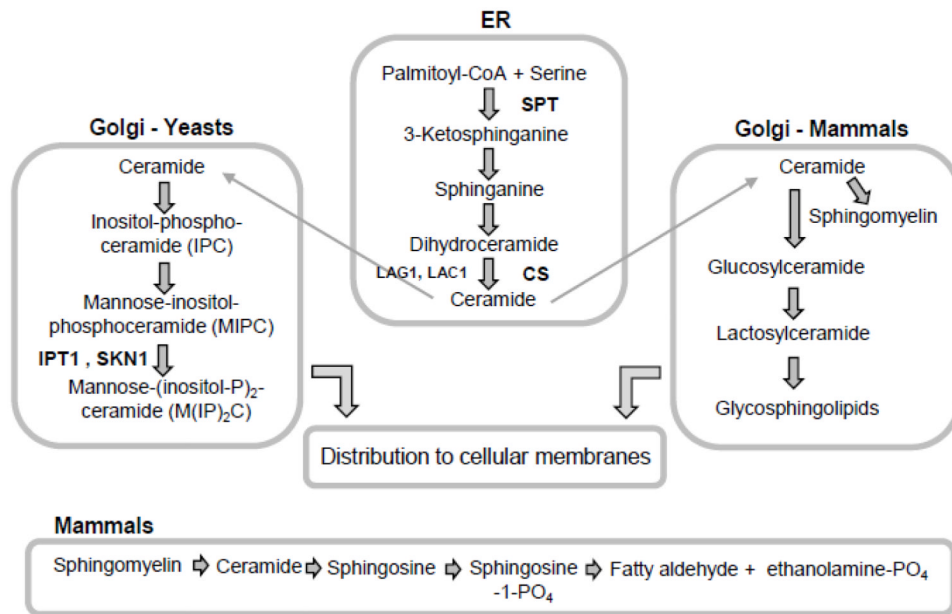 ER
Palmitoyl-CoA + Serine
SPT
3-Ketosphinganine
Sphinganine
Dihydroceramide
LAG1, LAC1 CS
Ceramide
Golgi - Yeasts
Ceramide
Inositol-phospho-
ceramide (IPC)
Mannose-inositol-
phosphoceramide (MIPC)
IPT1 , SKN1
Mannose-(inositol-P)₂-
ceramide (M(IP)₂C)
Golgi - Mammals
Ceramide
Sphingomyelin
Glucosylceramide
Lactosylceramide
Glycosphingolipids
Distribution to cellular membranes
Mammals
Sphingomyelin Ceramide Sphingosine Sphingosine Fatty aldehyde + ethanolamine-PO₄
-1-PO₄